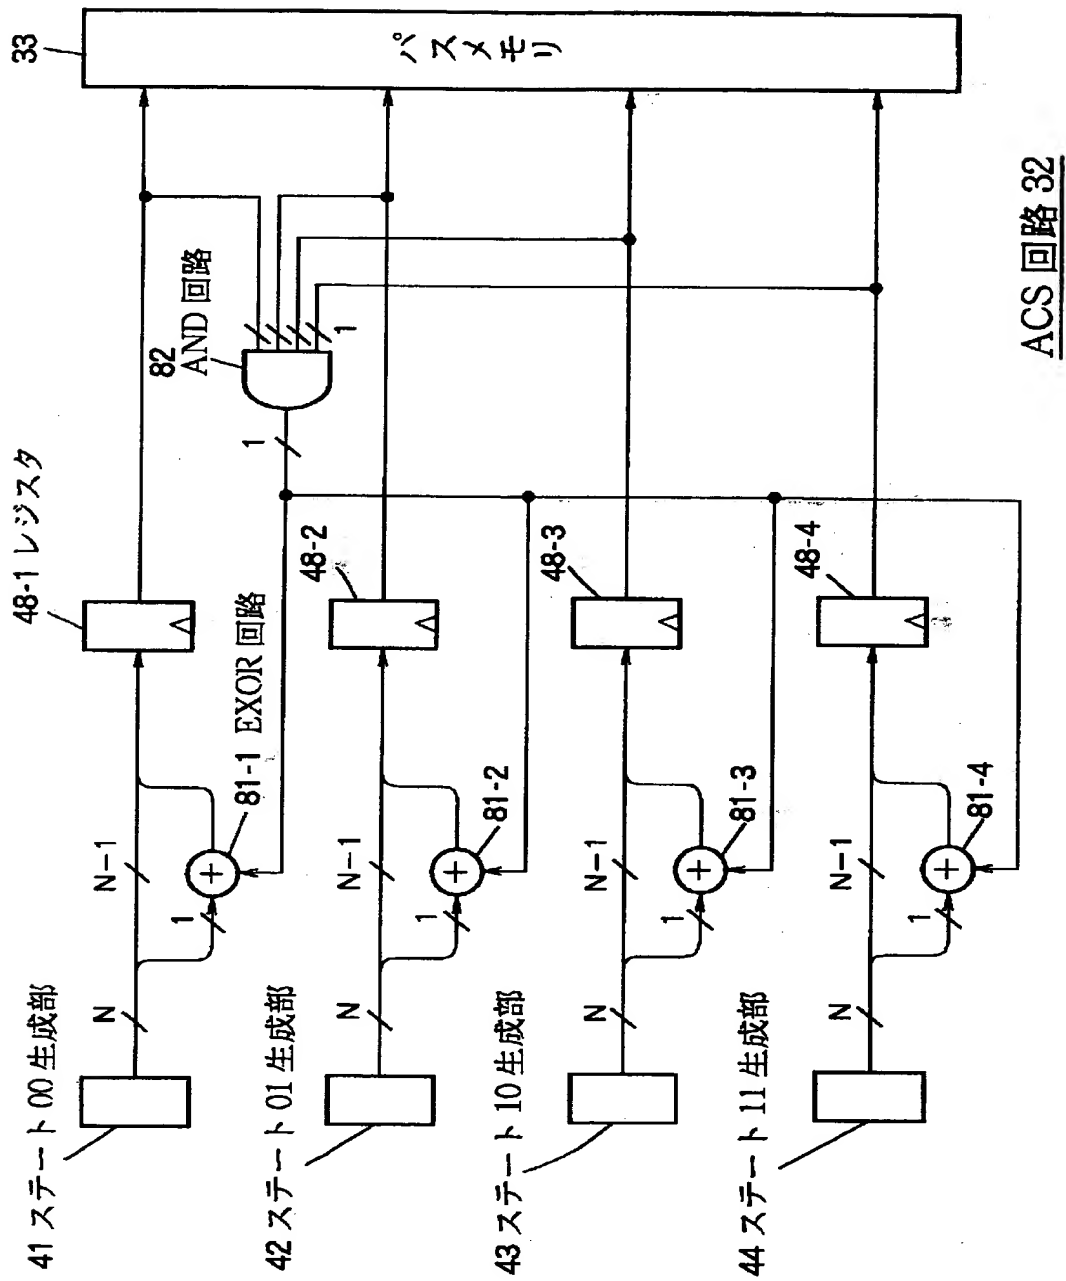 41 ステート 00 生成部
N
N-1
1
81-1 EXOR 回路
48-1 レジスタ
42 ステート 01 生成部
N
N-1
1
81-2
48-2
43 ステート 10 生成部
N
N-1
1
81-3
48-3
44 ステート 11 生成部
N
N-1
1
81-4
48-4
1
82
AND 回路
1
33
パスメモリ
ACS 回路 32